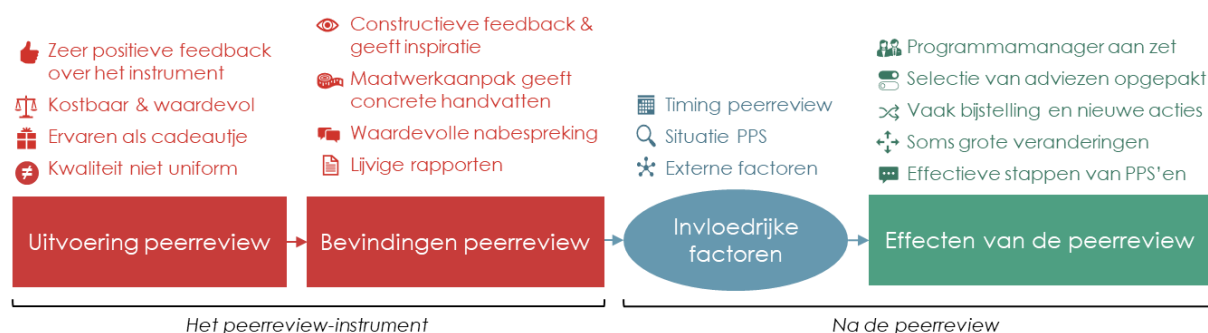 Zeer positieve feedback
over het instrument
Kostbaar & waardevol
Ervaren als cadeautje
Kwaliteit niet uniform
Uitvoering peerreview
Constructieve feedback &
geeft inspiratie
Maatwerkaanpak geeft
concrete handvatten
Waardevolle nabespreking
Lijvige rapporten
Bevindingen peerreview
Het peerreview-instrument
Timing peerreview
Situatie PPS
Externe factoren
Invloedrijke
factoren
Programmamanager aan zet
Selectie van adviezen opgepakt
Vaak bijstelling en nieuwe acties
Soms grote veranderingen
Effectieve stappen van PPS'en
Effecten van de peerreview
Na de peerreview